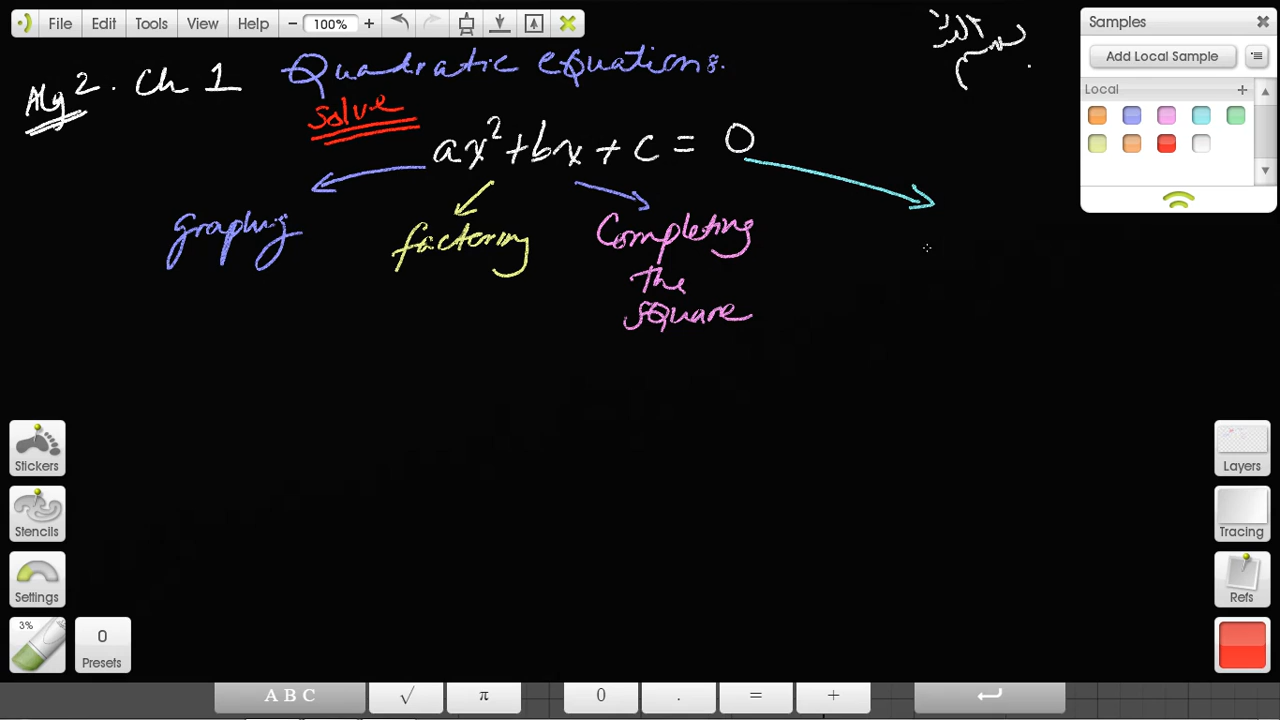 File Edit Tools View Help − 100% +
Samples
Add Local Sample
Local
بسم الله
Alg 2. Ch 1 Quadratic equations.
Solve
ax²+bx+c=0
graphing
factoring
Completing
The
square
Stickers
Stencils
Settings
3%
0
Presets
Layers
Tracing
Refs
A B C √ π 0 . = +